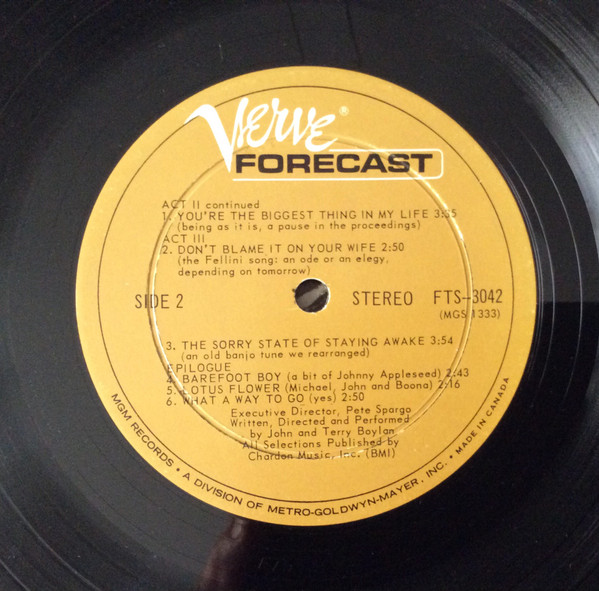 Verve®
FORECAST
ACT II continued
1. YOU'RE THE BIGGEST THING IN MY LIFE 3:35
(being as it is, a pause in the proceedings)
ACT III
2. DON'T BLAME IT ON YOUR WIFE 2:50
(the Fellini song: an ode or an elegy,
depending on tomorrow)
SIDE 2
STEREO FTS-3042
(MGS 1333)
3. THE SORRY STATE OF STAYING AWAKE 3:54
(an old banjo tune we rearranged)
EPILOGUE
4. BAREFOOT BOY (a bit of Johnny Appleseed) 2:43
5. LOTUS FLOWER (Michael, John and Boona) 2:16
6. WHAT A WAY TO GO (yes) 2:50
Executive Director, Pete Spargo
Written, Directed and Performed
by John and Terry Boylan
All Selections Published by
Chardon Music, Inc. (BMI)
MGM RECORDS • A DIVISION OF METRO-GOLDWYN-MAYER, INC. • MADE IN CANADA